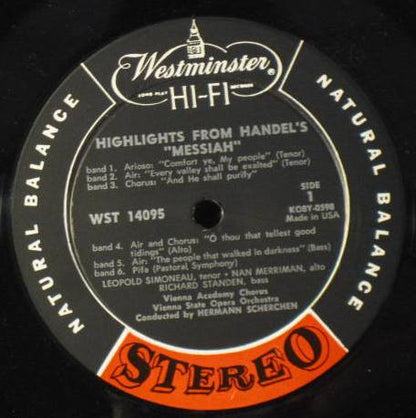 Westminster®
LONG PLAY HI-FI RECORD
NATURAL BALANCE
NATURAL BALANCE
HIGHLIGHTS FROM HANDEL'S
"MESSIAH"
band 1. Arioso: "Comfort ye, My people" (Tenor)
band 2. Air: "Every valley shall be exalted" (Tenor)
band 3. Chorus: "And He shall purify"
SIDE
1
WST 14095
KOBY-0598
Made in USA
band 4. Air and Chorus: "O thou that tellest good
tidings" (Alto)
band 5. Air: "The people that walked in darkness" (Bass)
band 6. Pifa (Pastoral Symphony)
LEOPOLD SIMONEAU, tenor • NAN MERRIMAN, alto
RICHARD STANDEN, bass
Vienna Academy Chorus
Vienna State Opera Orchestra
Conducted by HERMANN SCHERCHEN
STEREO